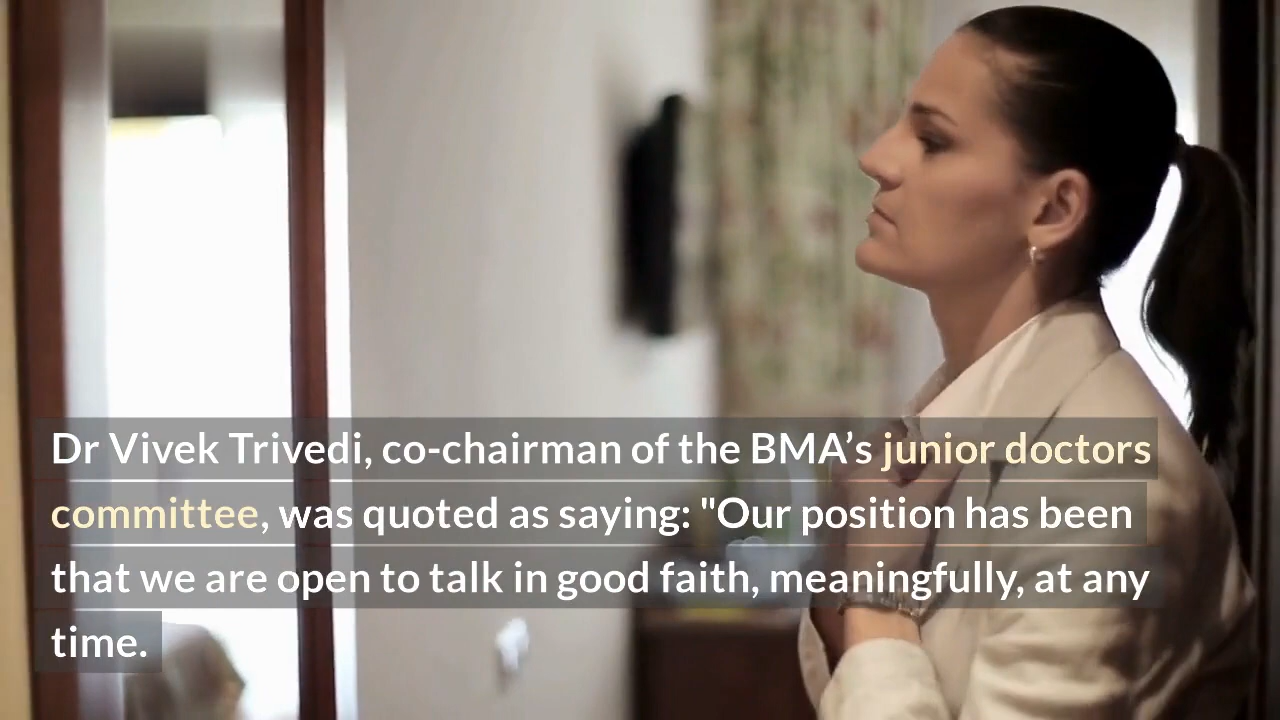 Dr Vivek Trivedi, co-chairman of the BMA’s junior doctors
committee, was quoted as saying: "Our position has been
that we are open to talk in good faith, meaningfully, at any
time.